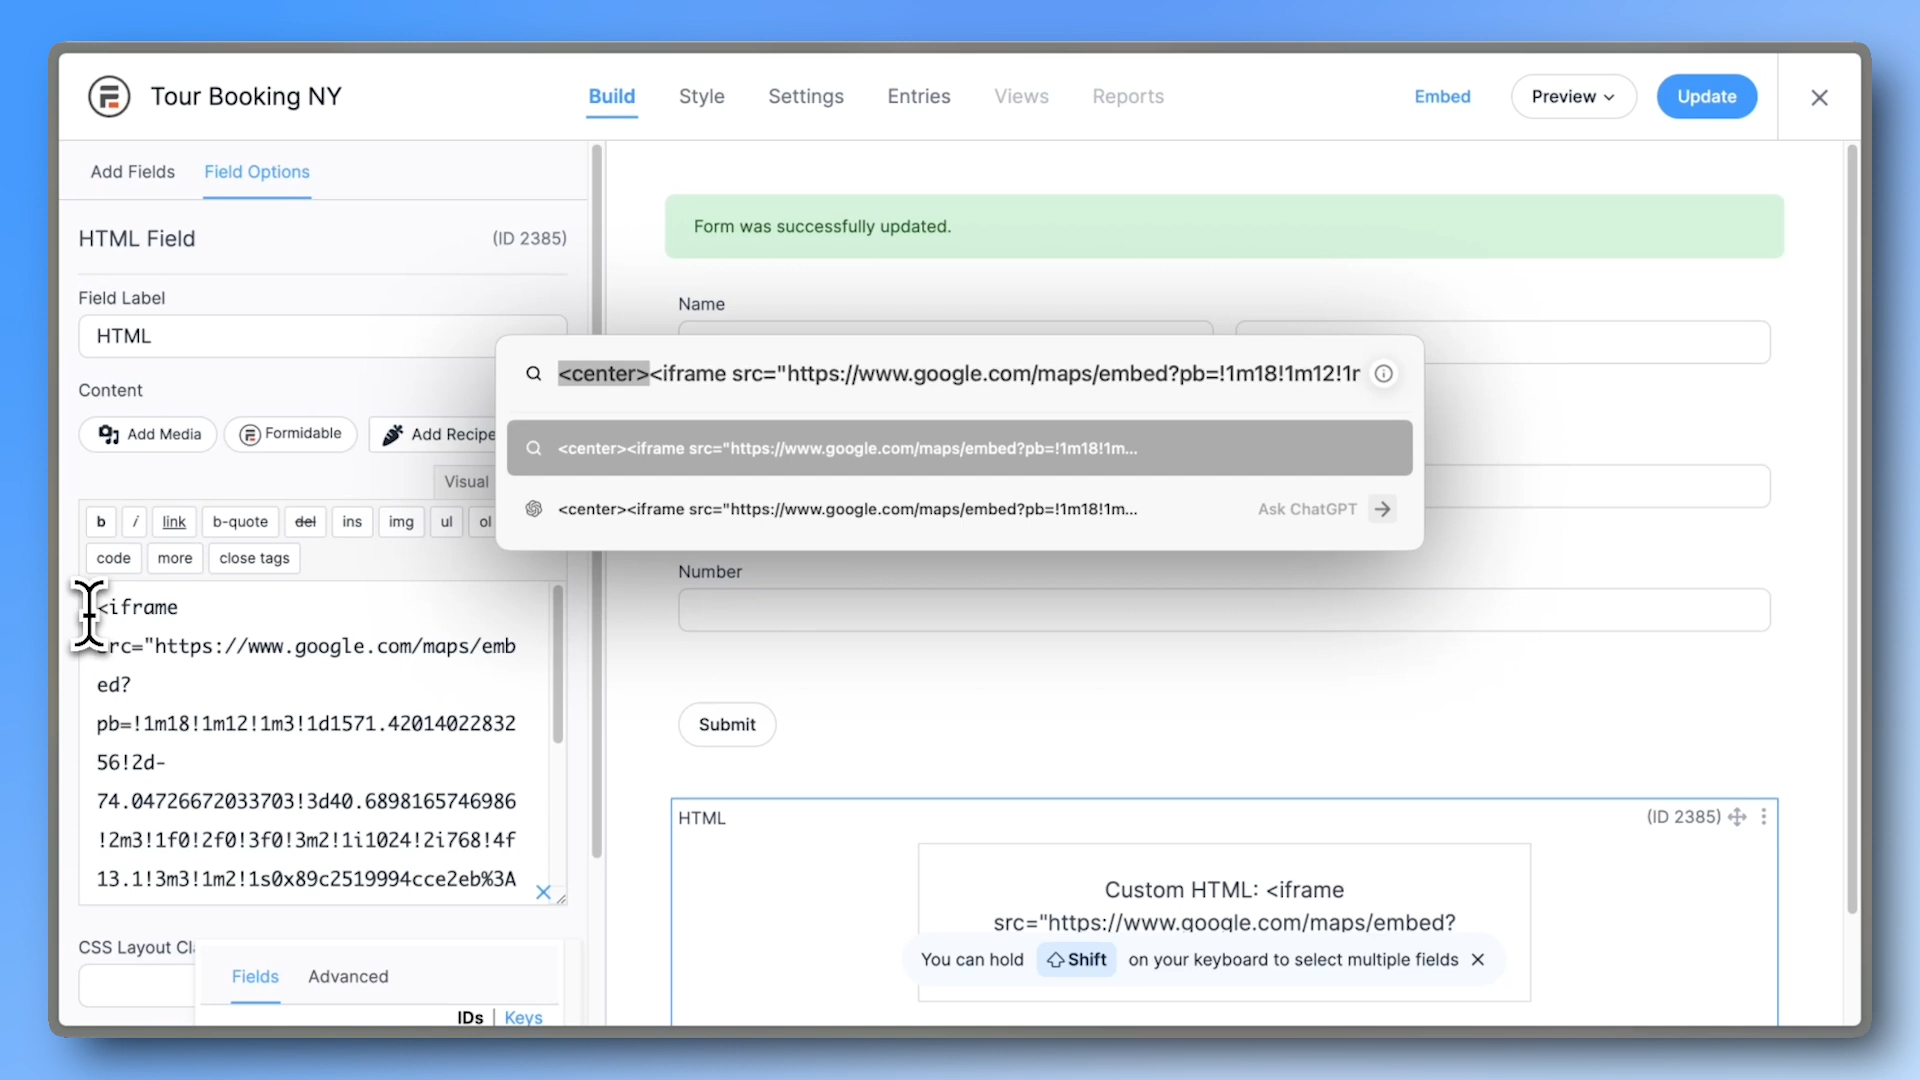 Tour Booking NY
Build
Style
Settings
Entries
Views
Reports
Embed
Preview
Update
Add Fields
Field Options
HTML Field
(ID 2385)
Field Label
HTML
Content
Add Media
Formidable
Add Recipe
Visual
b
i
link
b-quote
del
ins
img
ul
ol
code
more
close tags
<iframe
src="https://www.google.com/maps/emb
ed?
pb=!1m18!1m12!1m3!1d1571.42014022832
56!2d-
74.04726672033703!3d40.6898165746986
!2m3!1f0!2f0!3f0!3m2!1i1024!2i768!4f
13.1!3m3!1m2!1s0x89c2519994cce2eb%3A
CSS Layout Cl
Fields
Advanced
IDs | Keys
Form was successfully updated.
Name
<center><iframe src="https://www.google.com/maps/embed?pb=!1m18!1m12!1r
<center><iframe src="https://www.google.com/maps/embed?pb=!1m18!1m...
<center><iframe src="https://www.google.com/maps/embed?pb=!1m18!1m...
Ask ChatGPT
Number
Submit
HTML
(ID 2385)
Custom HTML: <iframe
src="https://www.google.com/maps/embed?
You can hold Shift on your keyboard to select multiple fields